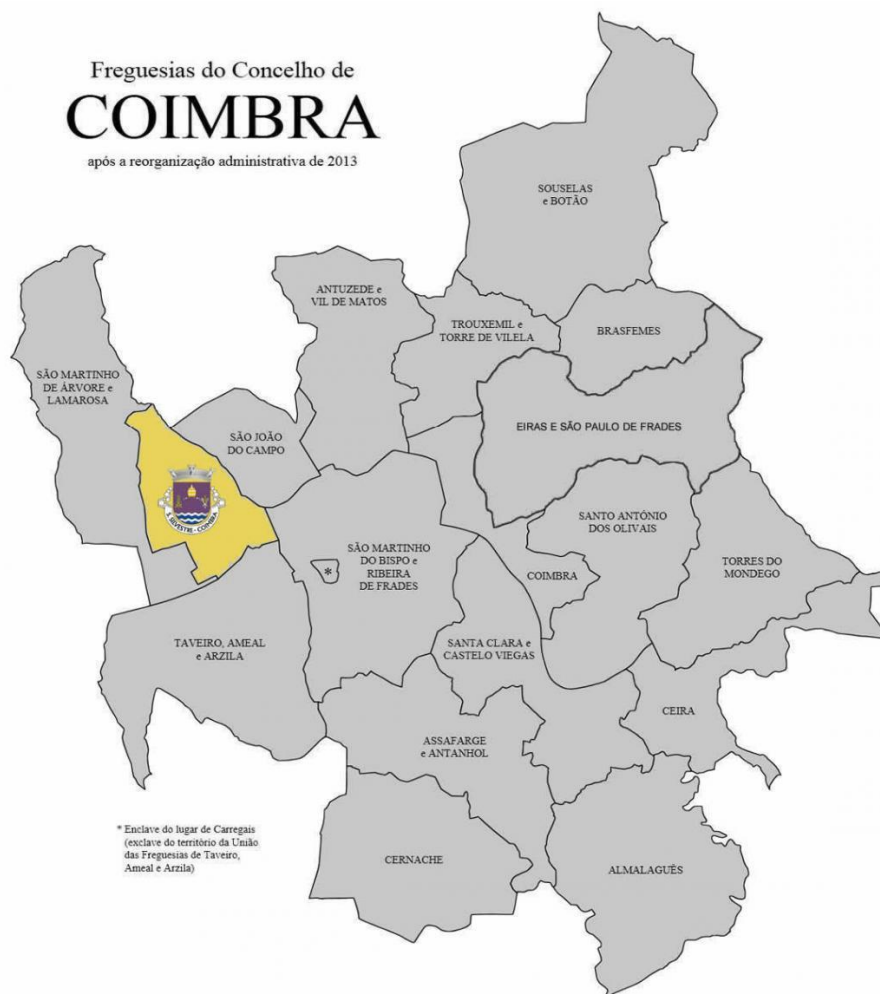 Freguesias do Concelho de
COIMBRA
após a reorganização administrativa de 2013
SOUSELAS
e BOTÃO
ANTUZEDE e
VIL DE MATOS
TROUXEMIL e
TORRE DE VILELA
BRASFEMES
SÃO MARTINHO
DE ÁRVORE e
LAMAROSA
SÃO JOÃO
DO CAMPO
EIRAS E SÃO PAULO DE FRADES
S. SILVESTRE - COIMBRA
SANTO ANTÓNIO
DOS OLIVAIS
SÃO MARTINHO
DO BISPO e
RIBEIRA
DE FRADES
*
COIMBRA
TORRES DO
MONDEGO
TAVEIRO, AMEAL
e ARZILA
SANTA CLARA e
CASTELO VIEGAS
CEIRA
ASSAFARGE
e ANTANHOL
* Enclave do lugar de Carregais
(exclave do território da União
das Freguesias de Taveiro,
Ameal e Arzila)
CERNACHE
ALMALAGUÊS